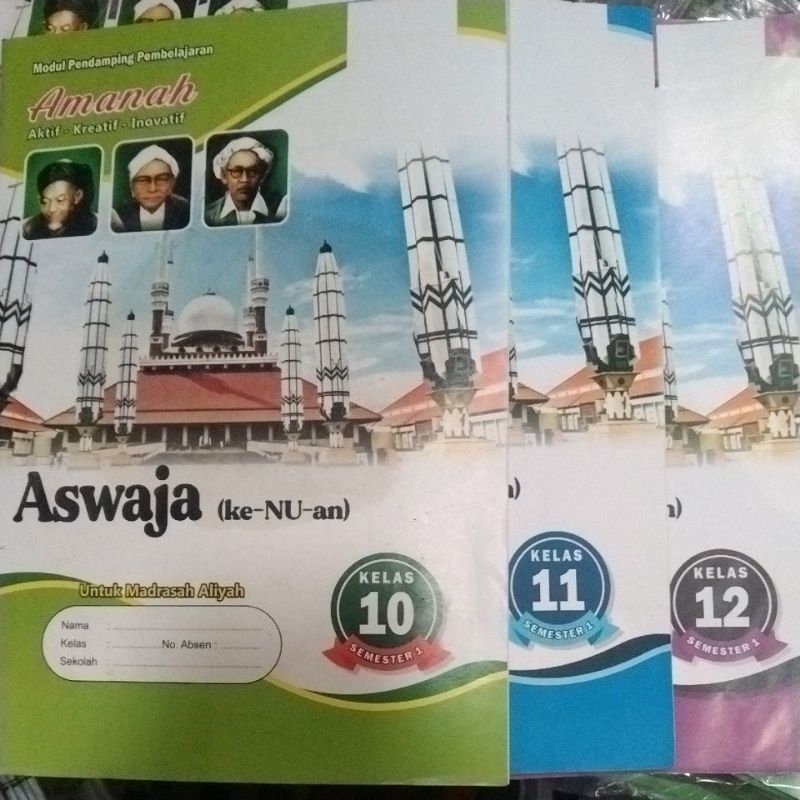 Modul Pendamping Pembelajaran
Amanah
Aktif - Kreatif - Inovatif
Aswaja (ke-NU-an)
Untuk Madrasah Aliyah
Nama :
Kelas : No. Absen :
Sekolah :
KELAS
10
SEMESTER 1
n)
KELAS
11
SEMESTER 1
n)
KELAS
12
SEMESTER 1